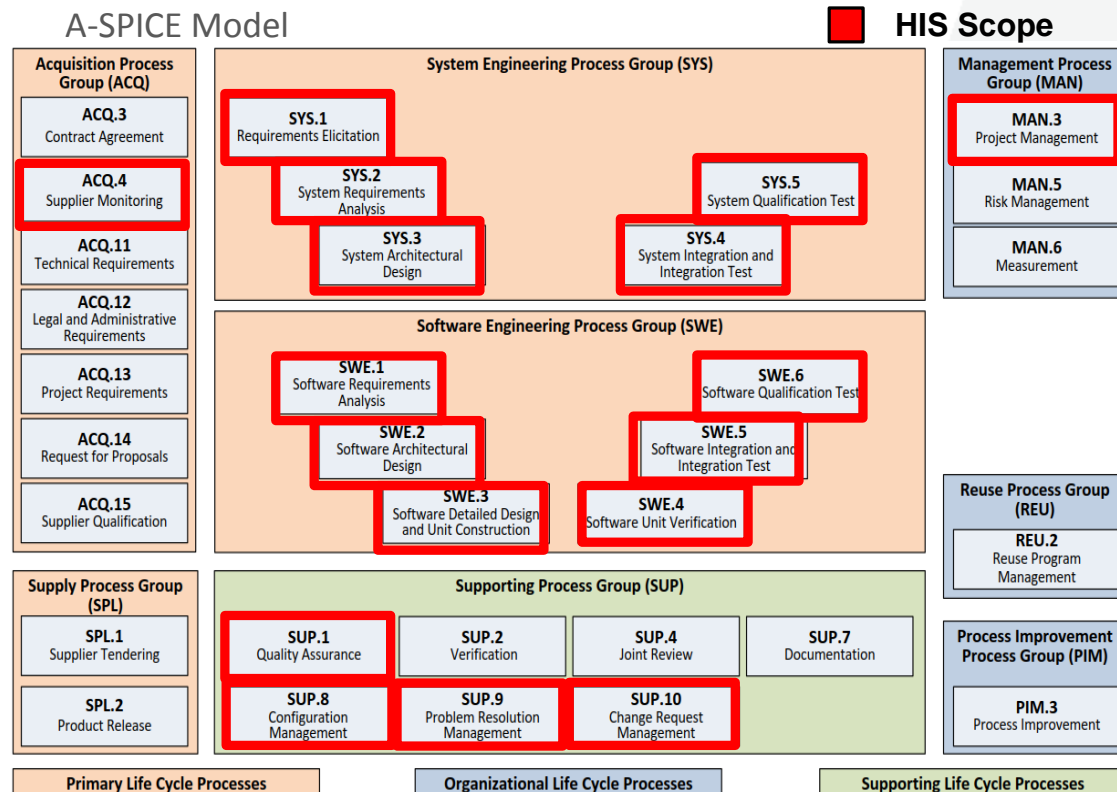 A-SPICE Model
HIS Scope
Acquisition Process
Group (ACQ)
ACQ.3
Contract Agreement
ACQ.4
Supplier Monitoring
ACQ.11
Technical Requirements
ACQ.12
Legal and Administrative
Requirements
ACQ.13
Project Requirements
ACQ.14
Request for Proposals
ACQ.15
Supplier Qualification
System Engineering Process Group (SYS)
SYS.1
Requirements Elicitation
SYS.2
System Requirements
Analysis
SYS.3
System Architectural
Design
SYS.5
System Qualification Test
SYS.4
System Integration and
Integration Test
Management Process
Group (MAN)
MAN.3
Project Management
MAN.5
Risk Management
MAN.6
Measurement
Software Engineering Process Group (SWE)
SWE.1
Software Requirements
Analysis
SWE.2
Software Architectural
Design
SWE.3
Software Detailed Design
and Unit Construction
SWE.6
Software Qualification Test
SWE.5
Software Integration and
Integration Test
SWE.4
Software Unit Verification
Reuse Process Group
(REU)
REU.2
Reuse Program
Management
Supply Process Group
(SPL)
SPL.1
Supplier Tendering
SPL.2
Product Release
Supporting Process Group (SUP)
SUP.1
Quality Assurance
SUP.2
Verification
SUP.4
Joint Review
SUP.7
Documentation
SUP.8
Configuration
Management
SUP.9
Problem Resolution
Management
SUP.10
Change Request
Management
Process Improvement
Process Group (PIM)
PIM.3
Process Improvement
Primary Life Cycle Processes
Organizational Life Cycle Processes
Supporting Life Cycle Processes